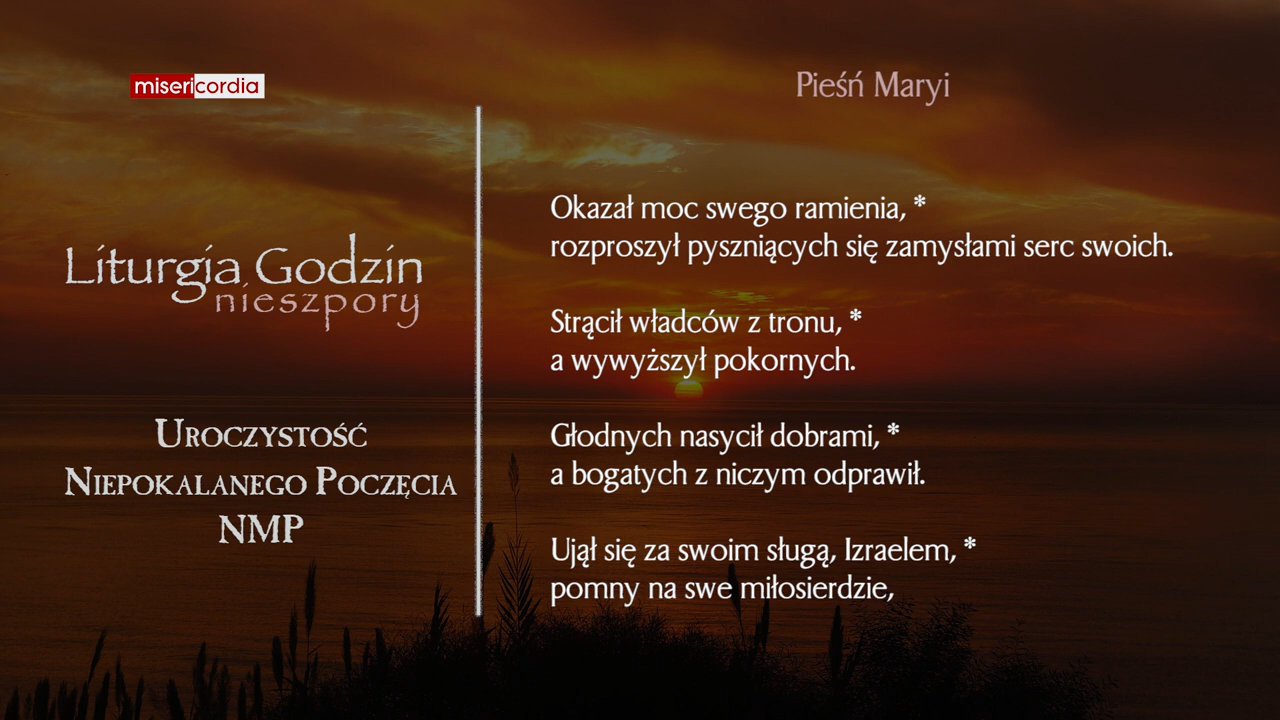 misericordia
Pieśń Maryi
Liturgia Godzin
nieszpory
Uroczystość
Niepokalanego Poczęcia
NMP
Okazał moc swego ramienia, *
rozproszył pyszniących się zamysłami serc swoich.
Strącił władców z tronu, *
a wywyższył pokornych.
Głodnych nasycił dobrami, *
a bogatych z niczym odprawił.
Ujął się za swoim sługą, Izraelem, *
pomny na swe miłosierdzie,